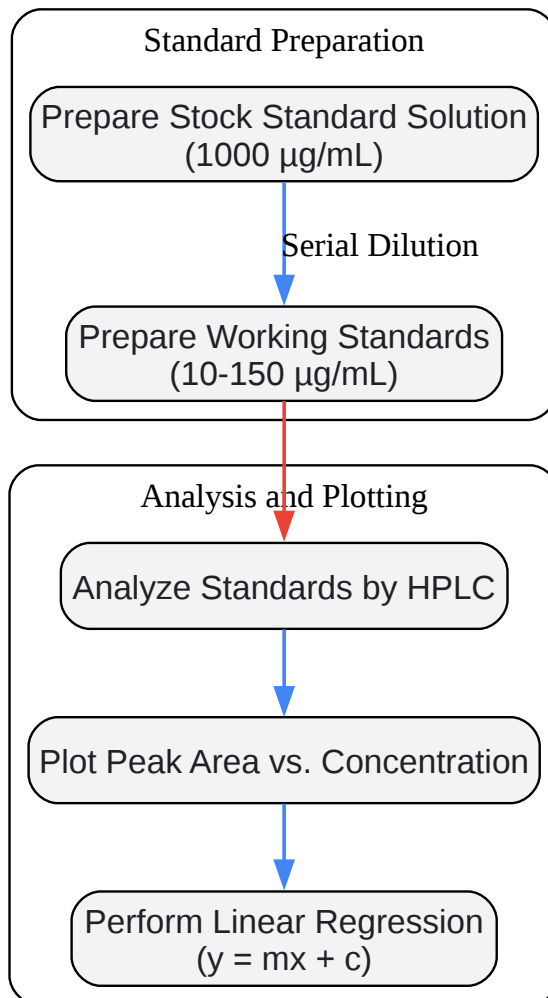 Standard Preparation
Prepare Stock Standard Solution
(1000 µg/mL)
Serial Dilution
Prepare Working Standards
(10-150 µg/mL)
Analysis and Plotting
Analyze Standards by HPLC
Plot Peak Area vs. Concentration
Perform Linear Regression
(y = mx + c)